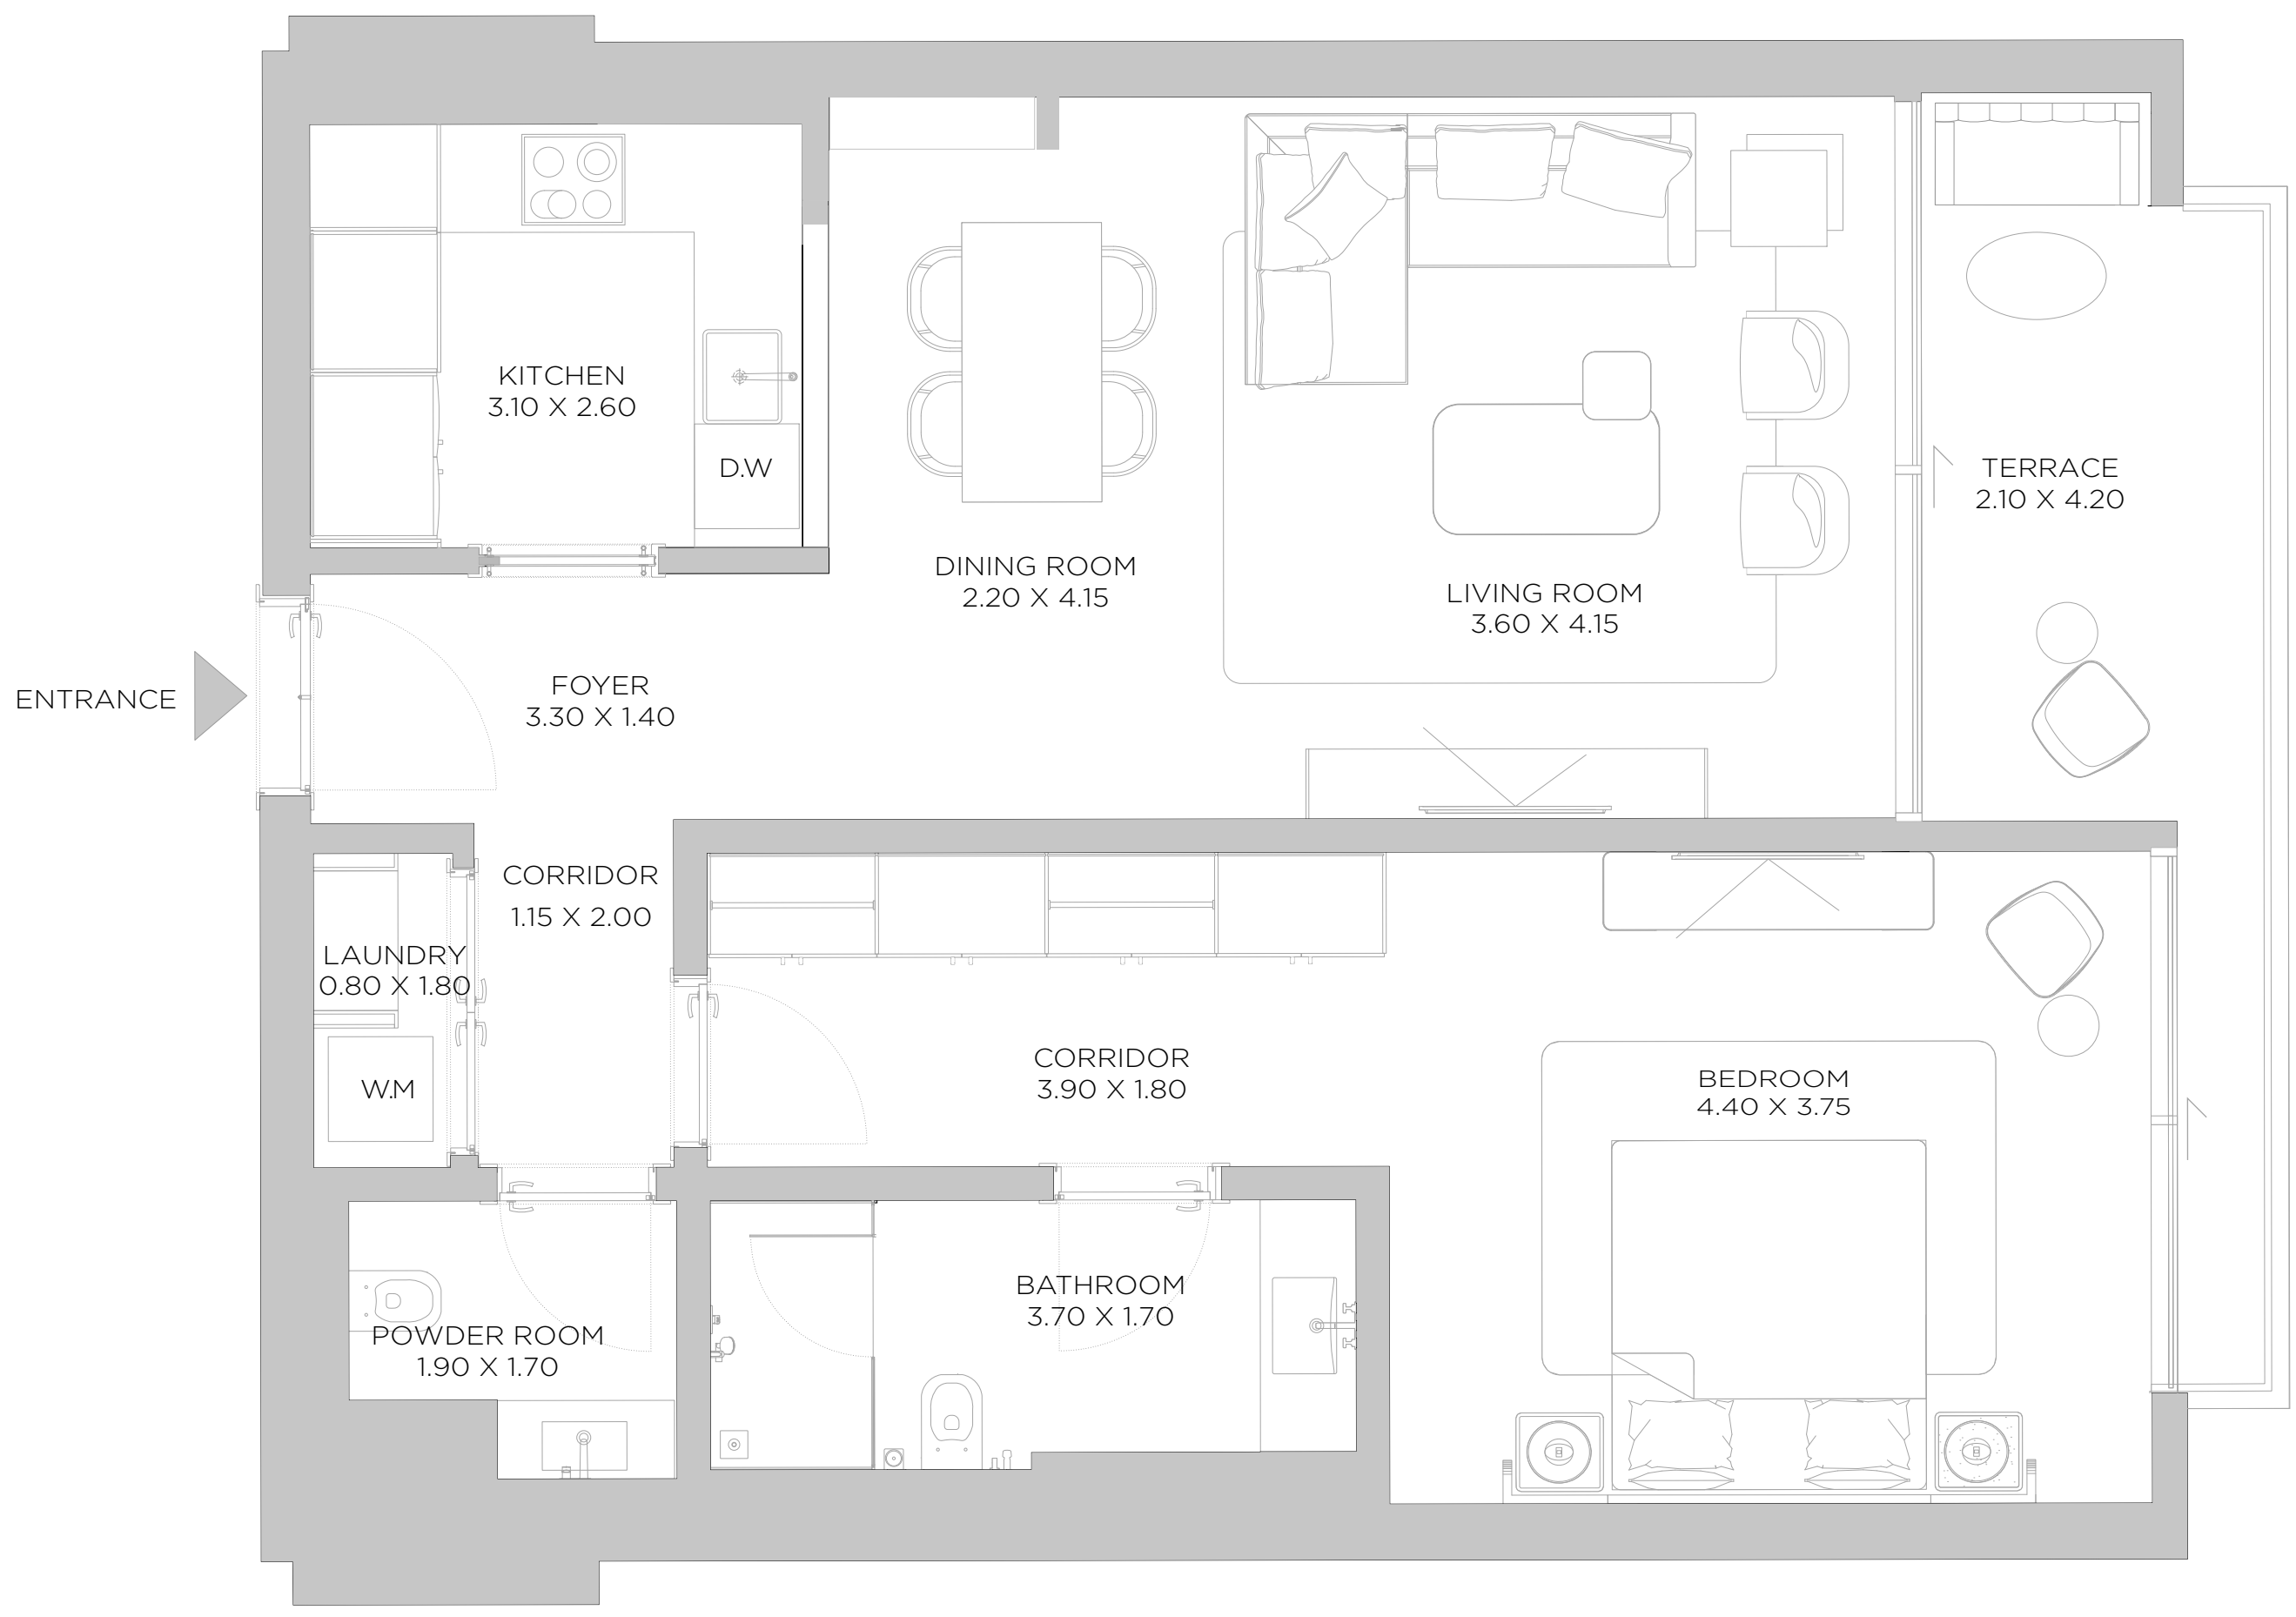 KITCHEN
3.10 X 2.60
D.W
TERRACE
2.10 X 4.20
DINING ROOM
2.20 X 4.15
LIVING ROOM
3.60 X 4.15
ENTRANCE
FOYER
3.30 X 1.40
CORRIDOR
1.15 X 2.00
LAUNDRY
0.80 X 1.80
W.M
CORRIDOR
3.90 X 1.80
BEDROOM
4.40 X 3.75
BATHROOM
3.70 X 1.70
POWDER ROOM
1.90 X 1.70